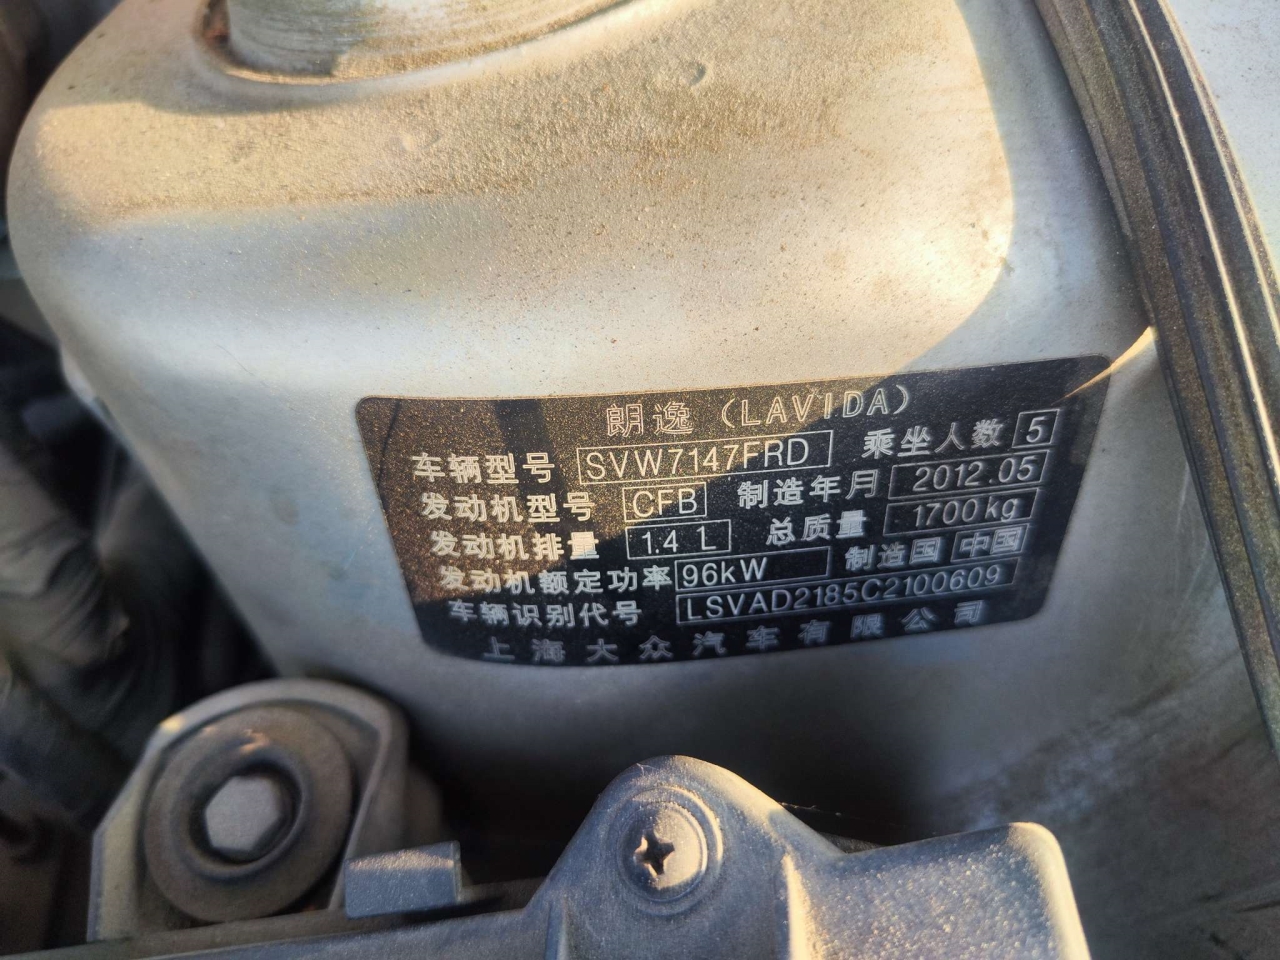 朗逸 (LAVIDA)
车辆型号 SVW7147FRD 乘坐人数 5
发动机型号 CFB 制造年月 2012.05
发动机排量 1.4 L 总质量 1700kg
发动机额定功率 96kW 制造国 中国
车辆识别代号 LSVAD2185C2100609
上海大众汽车有限公司